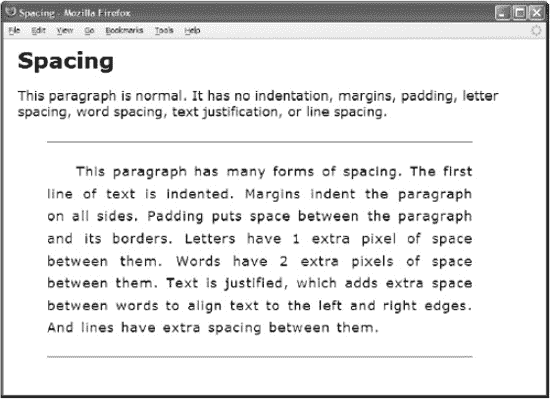 Spacing - Mozilla Firefox
File Edit View Go Bookmarks Tools Help
Spacing
This paragraph is normal. It has no indentation, margins, padding, letter
spacing, word spacing, text justification, or line spacing.
This paragraph has many forms of spacing. The first
line of text is indented. Margins indent the paragraph
on all sides. Padding puts space between the paragraph
and its borders. Letters have 1 extra pixel of space
between them. Words have 2 extra pixels of space
between them. Text is justified, which adds extra space
between words to align text to the left and right edges.
And lines have extra spacing between them.